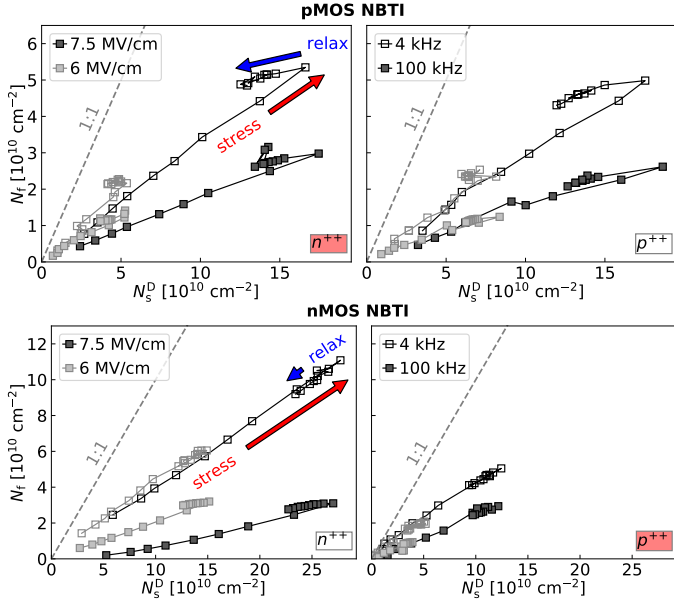 pMOS NBTI
7.5 MV/cm
6 MV/cm
relax
stress
1:1
n++
0
1
2
3
4
5
6
N_f [10^10 cm^-2]
0
5
10
15
N_s^D [10^10 cm^-2]
4 kHz
100 kHz
1:1
p++
0
5
10
15
N_s^D [10^10 cm^-2]
nMOS NBTI
7.5 MV/cm
6 MV/cm
relax
stress
1:1
n++
0
2
4
6
8
10
12
N_f [10^10 cm^-2]
0
5
10
15
20
25
N_s^D [10^10 cm^-2]
4 kHz
100 kHz
1:1
p++
0
5
10
15
20
25
N_s^D [10^10 cm^-2]